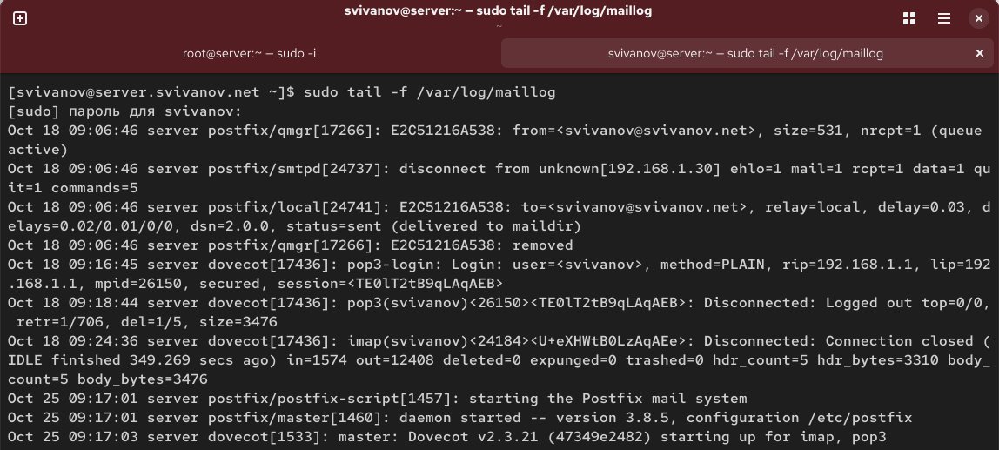 svivanov@server:~ — sudo tail -f /var/log/maillog
~
root@server:~ — sudo -i
svivanov@server:~ — sudo tail -f /var/log/maillog
[svivanov@server.svivanov.net ~]$ sudo tail -f /var/log/maillog
[sudo] пароль для svivanov:
Oct 18 09:06:46 server postfix/qmgr[17266]: E2C51216A538: from=<svivanov@svivanov.net>, size=531, nrcpt=1 (queue
active)
Oct 18 09:06:46 server postfix/smtpd[24737]: disconnect from unknown[192.168.1.30] ehlo=1 mail=1 rcpt=1 data=1 qu
it=1 commands=5
Oct 18 09:06:46 server postfix/local[24741]: E2C51216A538: to=<svivanov@svivanov.net>, relay=local, delay=0.03, d
elays=0.02/0.01/0/0, dsn=2.0.0, status=sent (delivered to maildir)
Oct 18 09:06:46 server postfix/qmgr[17266]: E2C51216A538: removed
Oct 18 09:16:45 server dovecot[17436]: pop3-login: Login: user=<svivanov>, method=PLAIN, rip=192.168.1.1, lip=192
.168.1.1, mpid=26150, secured, session=<TE0lT2tB9qLAqAEB>
Oct 18 09:18:44 server dovecot[17436]: pop3(svivanov)<26150><TE0lT2tB9qLAqAEB>: Disconnected: Logged out top=0/0,
retr=1/706, del=1/5, size=3476
Oct 18 09:24:36 server dovecot[17436]: imap(svivanov)<24184><U+eXHWtB0LzAqAEe>: Disconnected: Connection closed (
IDLE finished 349.269 secs ago) in=1574 out=12408 deleted=0 expunged=0 trashed=0 hdr_count=5 hdr_bytes=3310 body_
count=5 body_bytes=3476
Oct 25 09:17:01 server postfix/postfix-script[1457]: starting the Postfix mail system
Oct 25 09:17:01 server postfix/master[1460]: daemon started -- version 3.8.5, configuration /etc/postfix
Oct 25 09:17:03 server dovecot[1533]: master: Dovecot v2.3.21 (47349e2482) starting up for imap, pop3